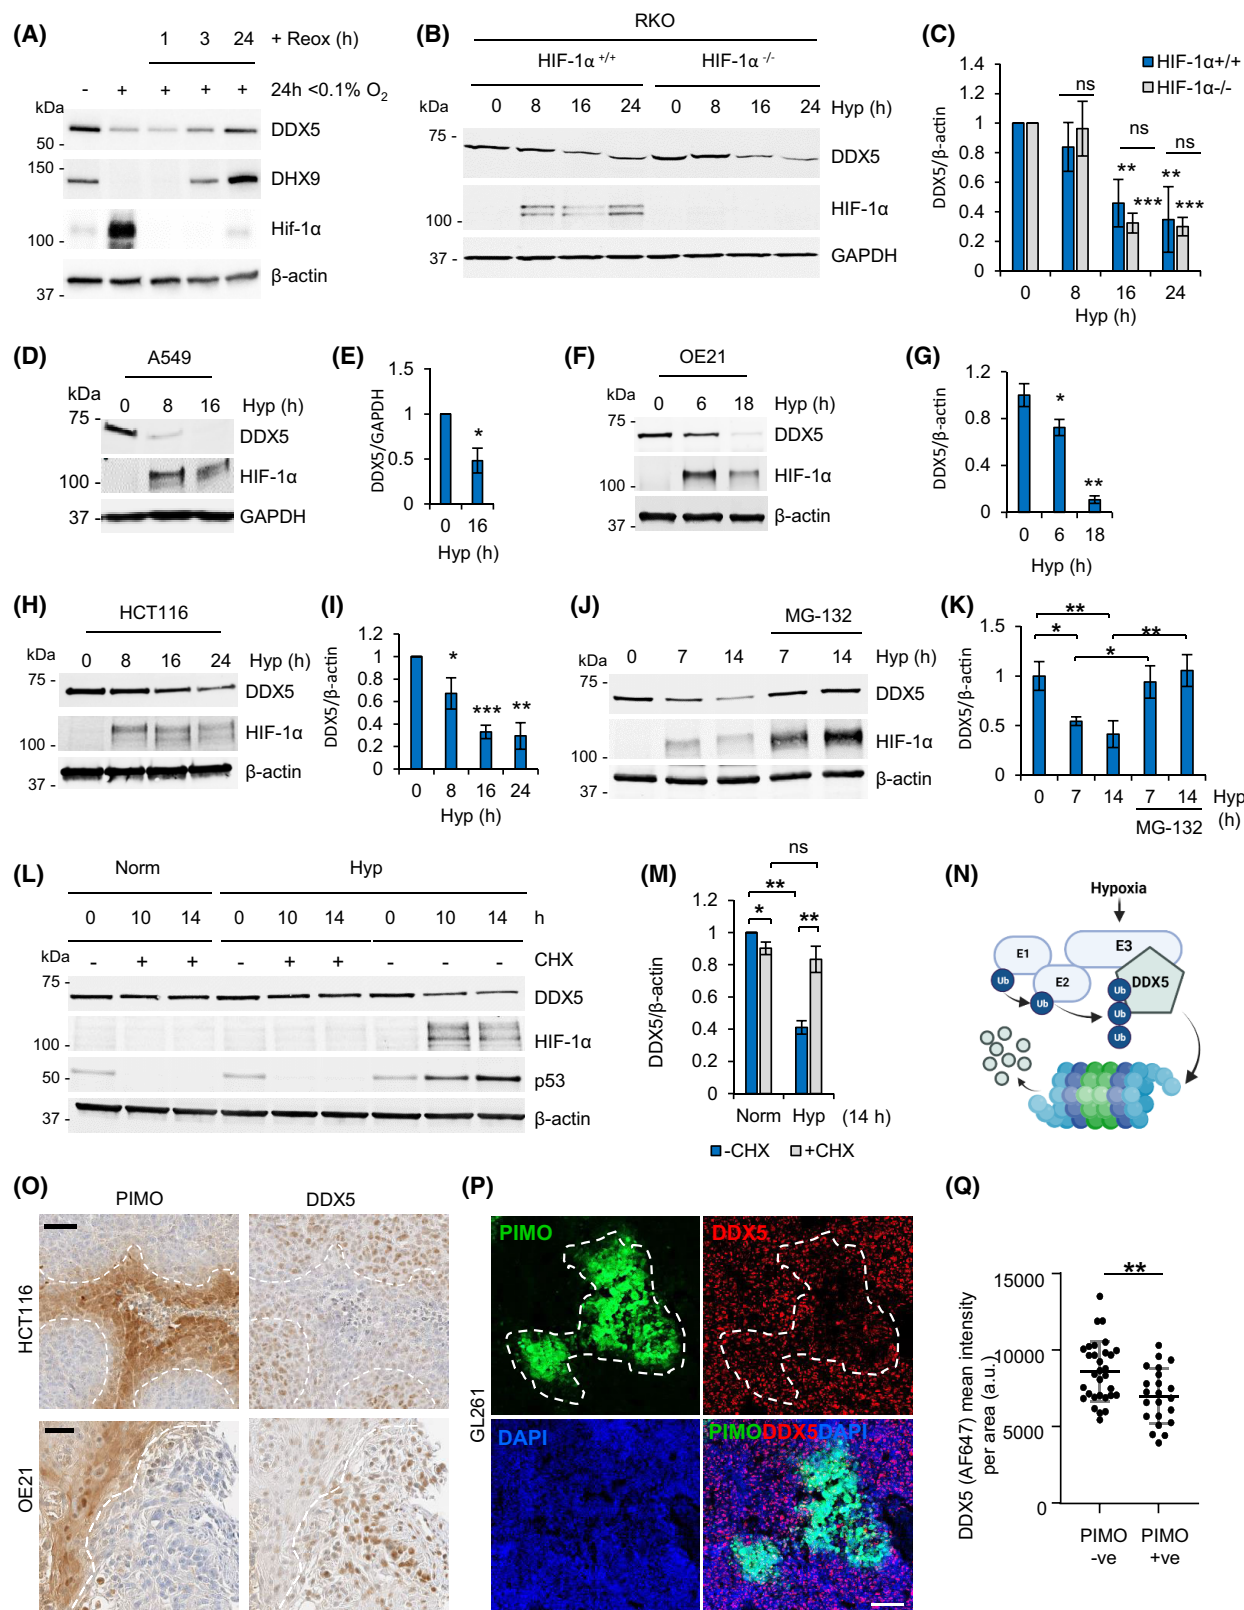 (A)
1 3 24 + Reox (h)
- + + + + 24h <0.1% O2
kDa
50 -
DDX5
150 -
DHX9
100 -
Hif-1α
37 -
β-actin
(B)
RKO
HIF-1α +/+ HIF-1α -/-
0 8 16 24 0 8 16 24 Hyp (h)
kDa
75 -
DDX5
100 -
HIF-1α
37 -
GAPDH
(C)
HIF-1α+/+
HIF-1α-/-
DDX5/β-actin
1.4
1.2
1
0.8
0.6
0.4
0.2
0
ns
ns
ns
** **
*** ***
0 8 16 24
Hyp (h)
(D)
A549
kDa
0 8 16 Hyp (h)
75 -
DDX5
100 -
HIF-1α
37 -
GAPDH
(E)
DDX5/GAPDH
1.5
1
0.5
0
*
0 16
Hyp (h)
(F)
OE21
kDa
0 6 18 Hyp (h)
75 -
DDX5
100 -
HIF-1α
37 -
β-actin
(G)
DDX5/β-actin
1.2
0.8
0.4
0
*
**
0 6 18
Hyp (h)
(H)
HCT116
kDa
0 8 16 24 Hyp (h)
75 -
DDX5
100 -
HIF-1α
37 -
β-actin
(I)
DDX5/β-actin
1.2
1
0.8
0.6
0.4
0.2
0
*
*** **
0 8 16 24
Hyp (h)
(J)
MG-132
kDa
0 7 14 7 14 Hyp (h)
75 -
DDX5
HIF-1α
100 -
37 -
β-actin
(K)
DDX5/β-actin
1.5
1
0.5
0
**
* **
*
0 7 14 7 14 Hyp
(h)
MG-132
(L)
Norm Hyp
0 10 14 0 10 14 0 10 14 h
kDa
- + + - + + - - - CHX
75 -
DDX5
HIF-1α
100 -
50 -
p53
37 -
β-actin
(M)
DDX5/β-actin
1.2
1
0.8
0.6
0.4
0.2
0
ns
**
* **
Norm Hyp (14 h)
-CHX +CHX
(N)
Hypoxia
E1
E3
E2
DDX5
Ub
Ub
Ub
Ub
Ub
(O)
PIMO DDX5
HCT116
OE21
(P)
GL261
PIMO
DDX5
DAPI
PIMODDX5DAPI
(Q)
DDX5 (AF647) mean intensity
per area (a.u.)
15000
10000
5000
0
**
PIMO PIMO
-ve +ve